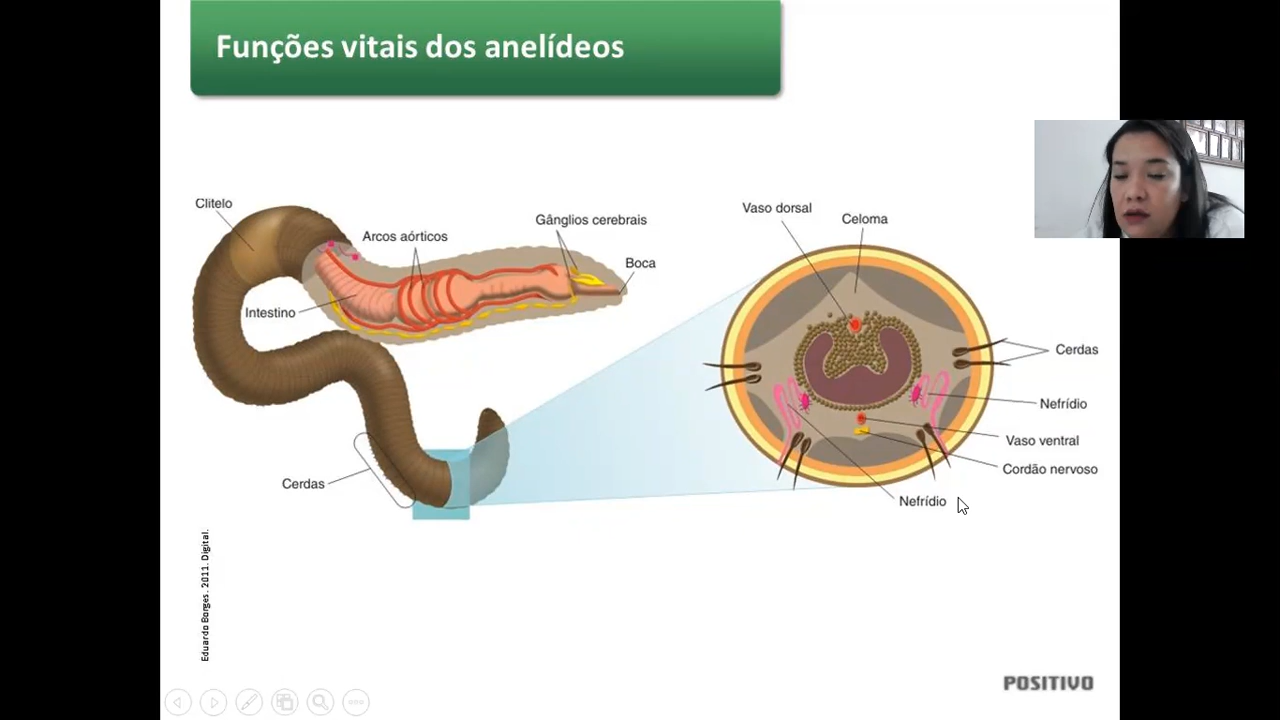 Funções vitais dos anelídeos
Clitelo
Arcos aórticos
Gânglios cerebrais
Boca
Intestino
Cerdas
Vaso dorsal
Celoma
Cerdas
Nefrídio
Vaso ventral
Cordão nervoso
Nefrídio
Eduardo Borges. 2011. Digital.
POSITIVO